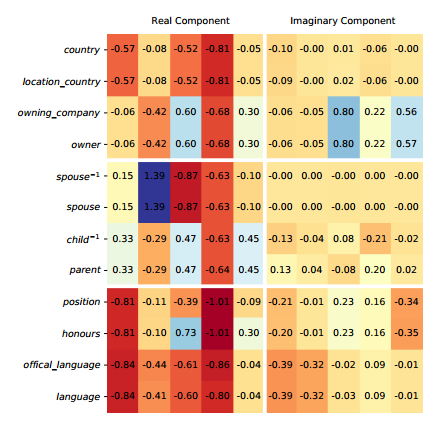 Real Component Imaginary Component
country -0.57 -0.08 -0.52 -0.81 -0.05 -0.10 -0.00 0.01 -0.06 -0.00
location_country -0.57 -0.08 -0.52 -0.81 -0.05 -0.09 -0.00 0.02 -0.06 -0.00
owning_company -0.06 -0.42 0.60 -0.68 0.30 -0.06 -0.05 0.80 0.22 0.56
owner -0.06 -0.42 0.60 -0.68 0.30 -0.06 -0.05 0.80 0.22 0.57
spouse⁻¹ 0.15 1.39 -0.87 -0.63 -0.10 -0.00 0.00 -0.00 0.00 -0.00
spouse 0.15 1.39 -0.87 -0.63 -0.10 -0.00 0.00 -0.00 0.00 -0.00
child⁻¹ 0.33 -0.29 0.47 -0.63 0.45 -0.13 -0.04 0.08 -0.21 -0.02
parent 0.33 -0.29 0.47 -0.64 0.45 0.13 0.04 -0.08 0.20 0.02
position -0.81 -0.11 -0.39 -1.01 -0.09 -0.21 -0.01 0.23 0.16 -0.34
honours -0.81 -0.10 0.73 -1.01 0.30 -0.20 -0.01 0.23 0.16 -0.35
offical_language -0.84 -0.44 -0.61 -0.86 -0.04 -0.39 -0.32 -0.02 0.09 -0.01
language -0.84 -0.41 -0.60 -0.80 -0.04 -0.39 -0.32 -0.03 0.09 -0.01